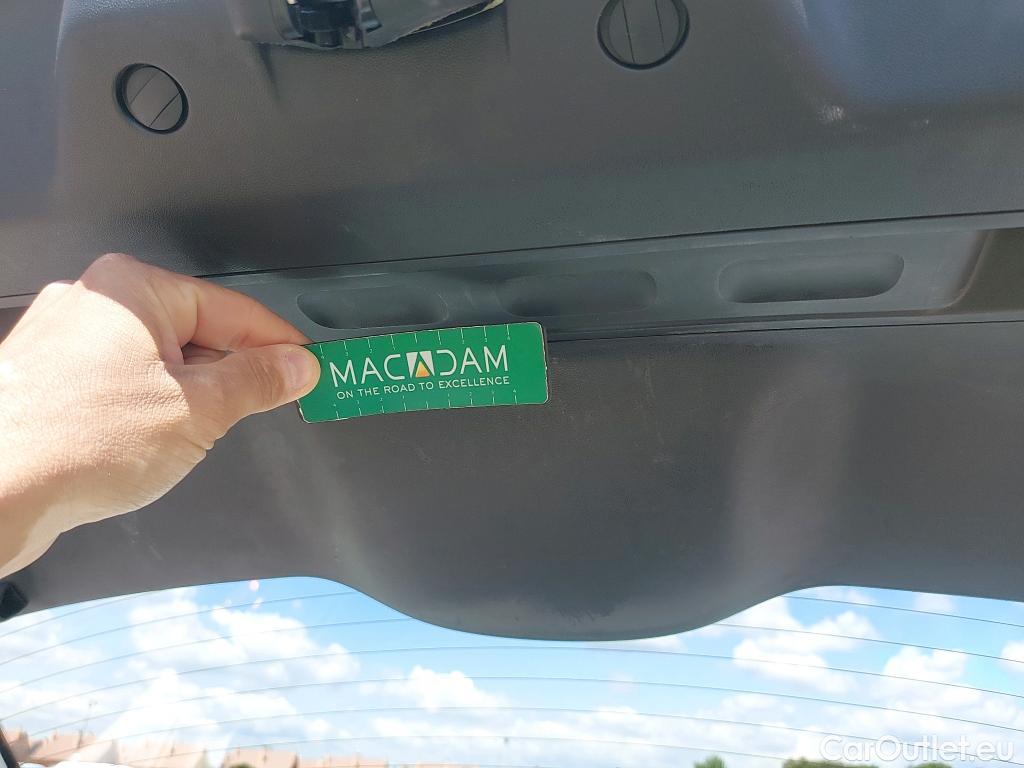 MACADAM
ON THE ROAD TO EXCELLENCE
CarOutlet.eu